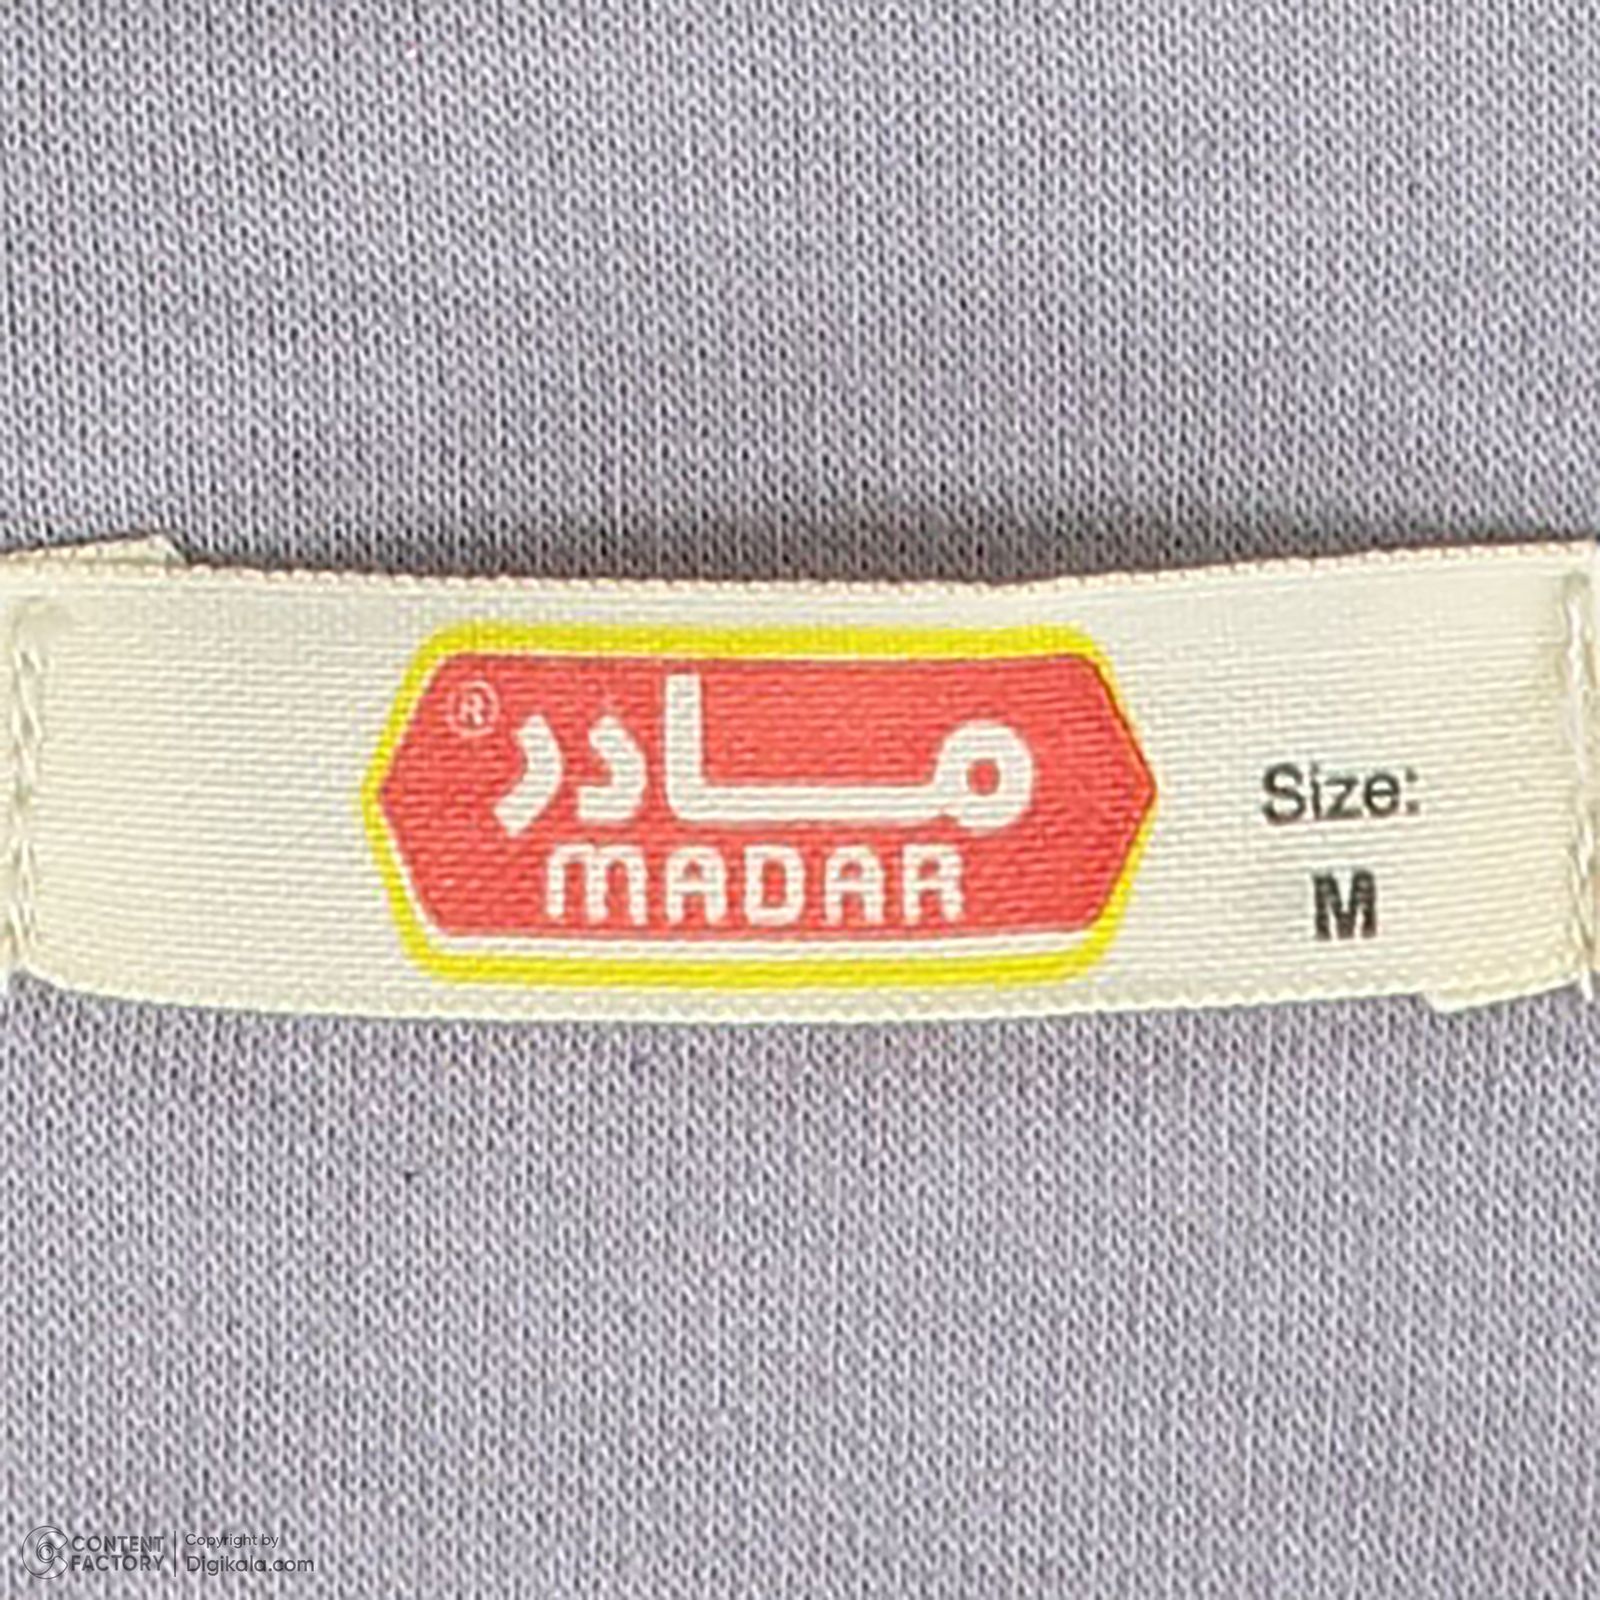 مادر ®
MADAR
Size:
M
CONTENT FACTORY
Copyright by
Digikala.com